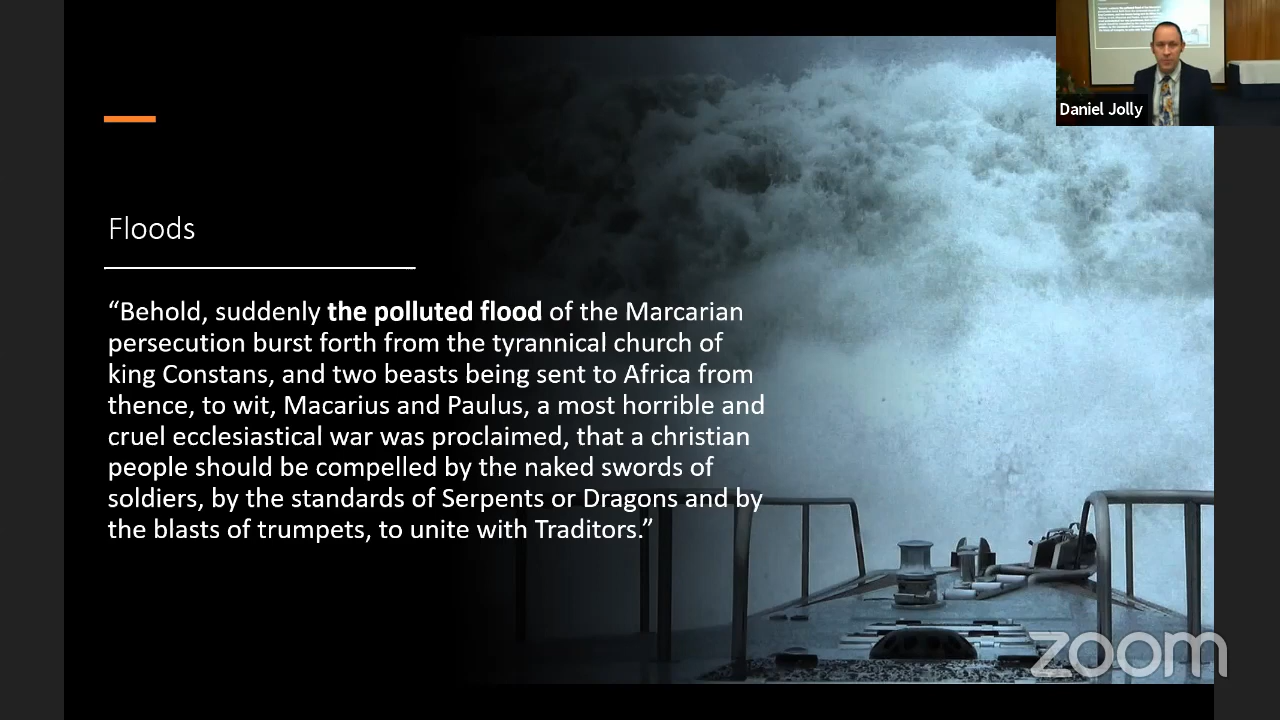 Daniel Jolly
Floods
“Behold, suddenly the polluted flood of the Marcarian
persecution burst forth from the tyrannical church of
king Constans, and two beasts being sent to Africa from
thence, to wit, Macarius and Paulus, a most horrible and
cruel ecclesiastical war was proclaimed, that a christian
people should be compelled by the naked swords of
soldiers, by the standards of Serpents or Dragons and by
the blasts of trumpets, to unite with Traditors.”
zoom